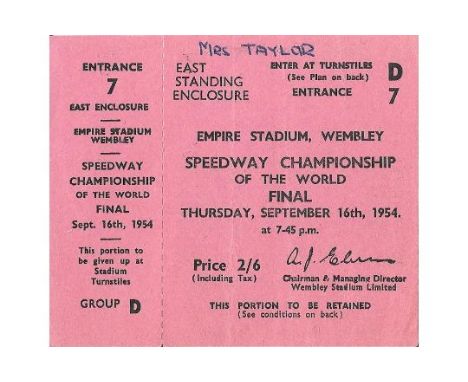 ENTRANCE
7
EAST ENCLOSURE
EMPIRE STADIUM
WEMBLEY
SPEEDWAY
CHAMPIONSHIP
OF THE WORLD
FINAL
Sept. 16th, 1954
This portion to
be given up at
Stadium
Turnstiles
GROUP D
Mrs TAYLOR
EAST
STANDING
ENCLOSURE
ENTER AT TURNSTILES
(See Plan on back)
ENTRANCE
D
7
EMPIRE STADIUM, WEMBLEY
SPEEDWAY CHAMPIONSHIP
OF THE WORLD
FINAL
THURSDAY, SEPTEMBER 16th, 1954.
at 7-45 p.m.
Price 2/6
(including Tax)
A.J. Elvin
Chairman & Managing Director
Wembley Stadium Limited
THIS PORTION TO BE RETAINED
(See conditions on back)